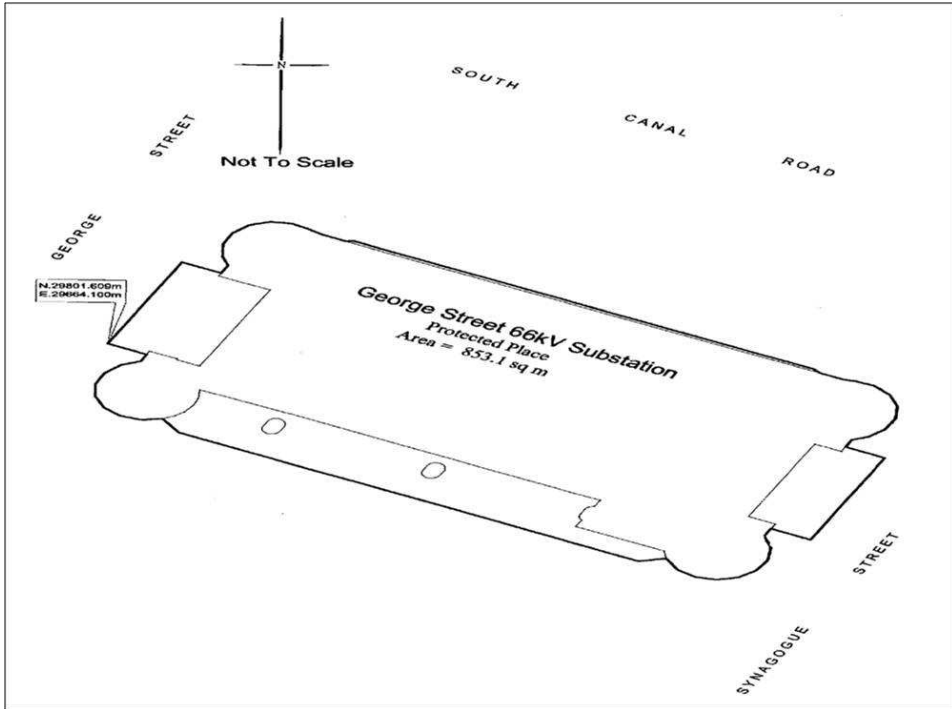 N
Not To Scale
SOUTH CANAL ROAD
GEORGE STREET
N.29801.609m
E.29664.100m
George Street 66kV Substation
Protected Place
Area = 853.1 sq m
SYNAGOGUE STREET